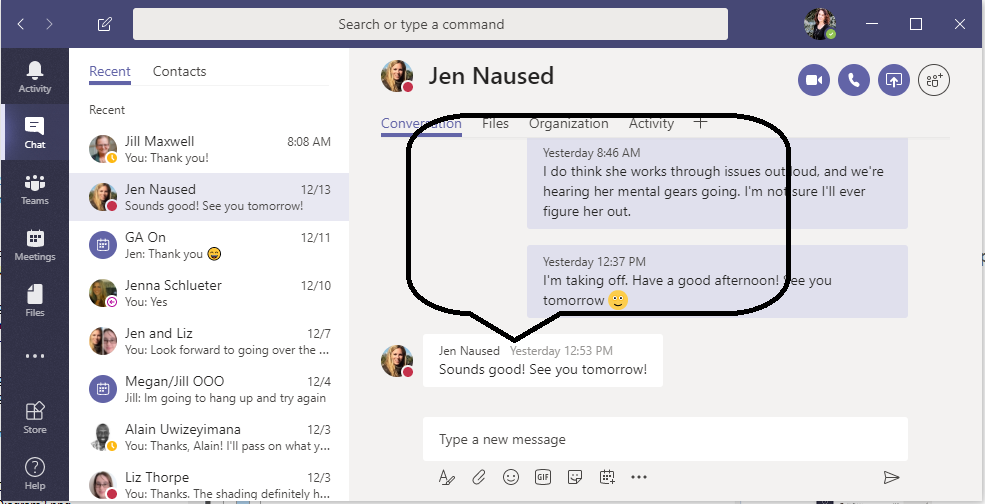 Search or type a command
Activity
Chat
Teams
Meetings
Files
Store
Help
Recent Contacts
Recent
Jill Maxwell 8:08 AM
You: Thank you!
Jen Naused 12/13
Sounds good! See you tomorrow!
GA On 12/11
Jen: Thank you 😄
Jenna Schlueter 12/10
You: Yes
Jen and Liz 12/7
You: Look forward to going over the ...
Megan/Jill OOO 12/4
Jill: Im going to hang up and try again
Alain Uwizeyimana 12/3
You: Thanks, Alain! I'll pass on what y...
Liz Thorpe 12/3
You: Thanks. The shading definitely h...
Jen Naused
Conversation Files Organization Activity +
Yesterday 8:46 AM
I do think she works through issues out loud, and we're
hearing her mental gears going. I'm not sure I'll ever
figure her out.
Yesterday 12:37 PM
I'm taking off. Have a good afternoon! See you
tomorrow 🙂
Jen Naused Yesterday 12:53 PM
Sounds good! See you tomorrow!
Type a new message
GIF